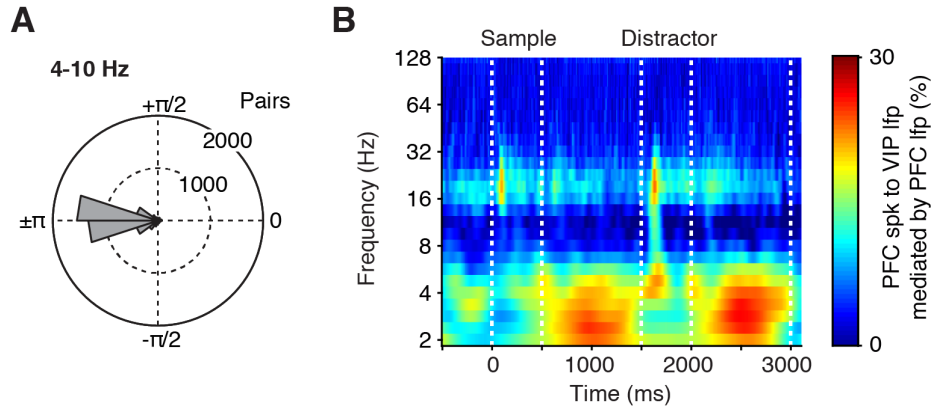 A
4-10 Hz
+π/2
Pairs
2000
1000
±π
0
-π/2
B
Sample
Distractor
128
64
32
16
8
4
2
Frequency (Hz)
0
1000
2000
3000
Time (ms)
30
0
PFC spk to VIP lfp
mediated by PFC lfp (%)